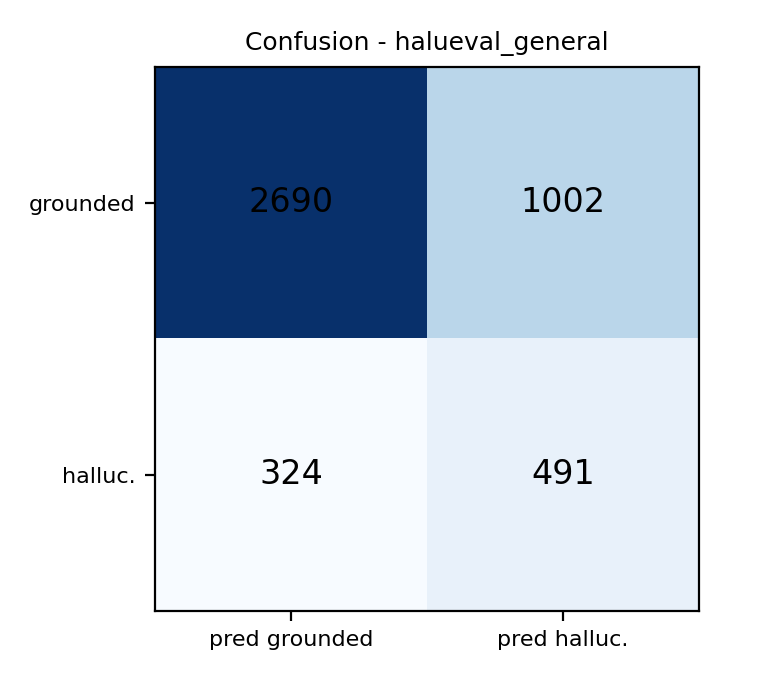 Confusion - halueval_general
grounded
2690
1002
halluc.
324
491
pred grounded
pred halluc.